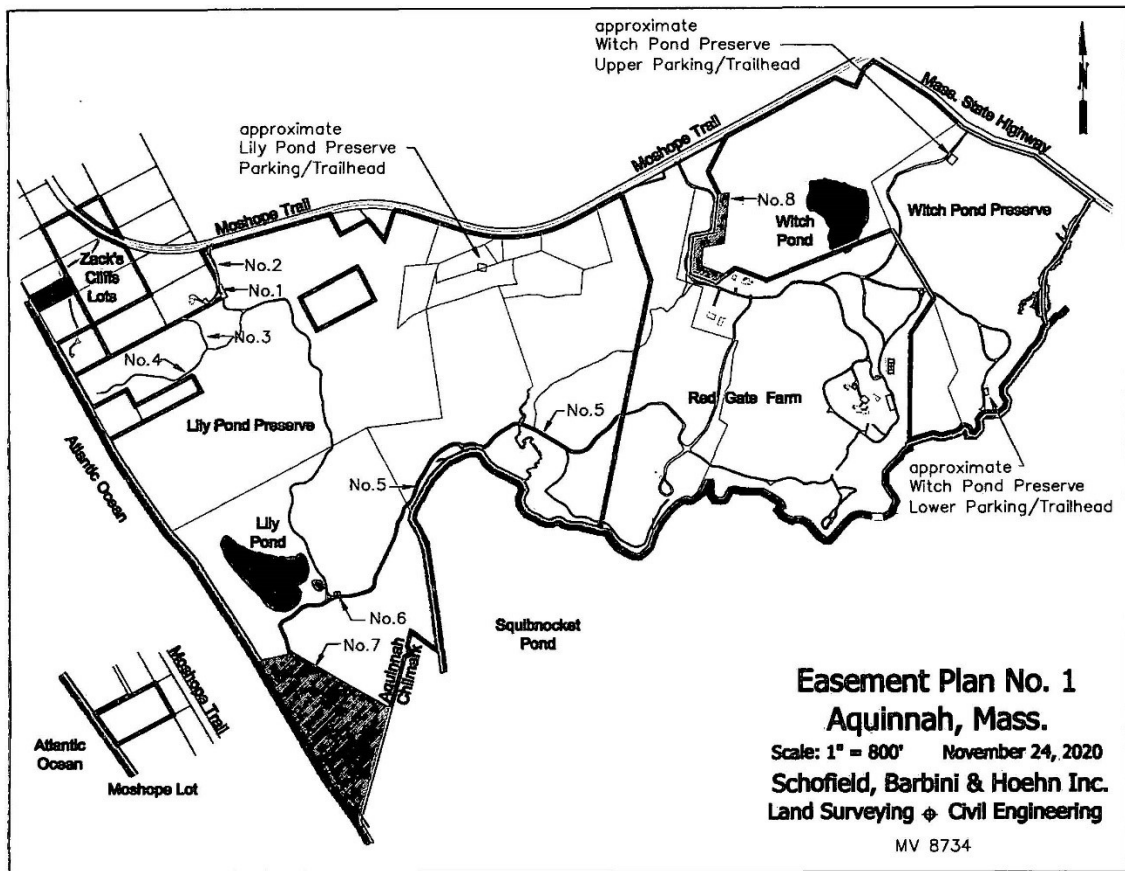 approximate
Witch Pond Preserve
Upper Parking/Trailhead
N
Mass. State Highway
approximate
Lily Pond Preserve
Parking/Trailhead
Moshope Trail
Moshope Trail
No.8
Witch
Pond
Witch Pond Preserve
Zack's
Cliffs
Lots
No.2
No.1
No.3
No.4
Lily Pond Preserve
No.5
Red Gate Farm
Atlantic Ocean
No.5
approximate
Witch Pond Preserve
Lower Parking/Trailhead
Lily
Pond
No.6
Squibnocket
Pond
No.7
Aquinnah
Chilmark
Moshope Trail
Atlantic
Ocean
Moshope Lot
Easement Plan No. 1
Aquinnah, Mass.
Scale: 1" = 800' November 24, 2020
Schofield, Barbini & Hoehn Inc.
Land Surveying Civil Engineering
MV 8734